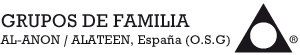 GRUPOS DE FAMILIA
AL-ANON / ALATEEN, España (O.S.G) ®